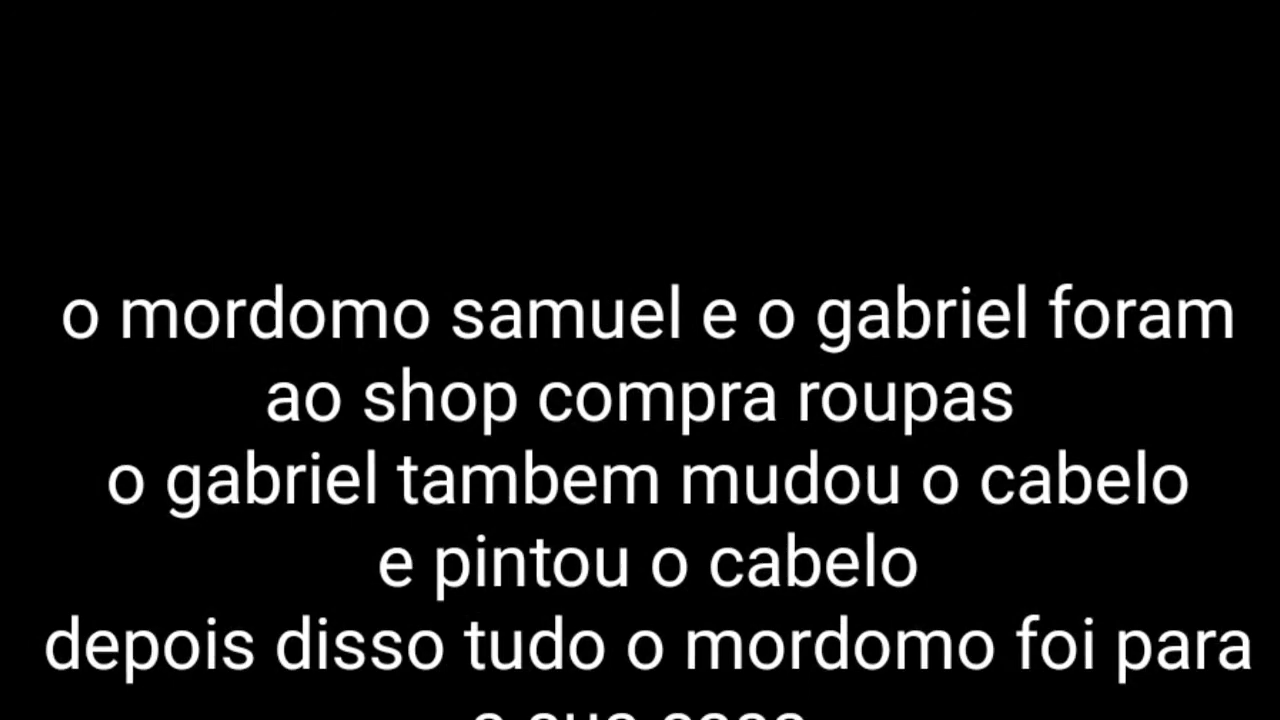 o mordomo samuel e o gabriel foram
ao shop compra roupas
o gabriel tambem mudou o cabelo
e pintou o cabelo
depois disso tudo o mordomo foi para